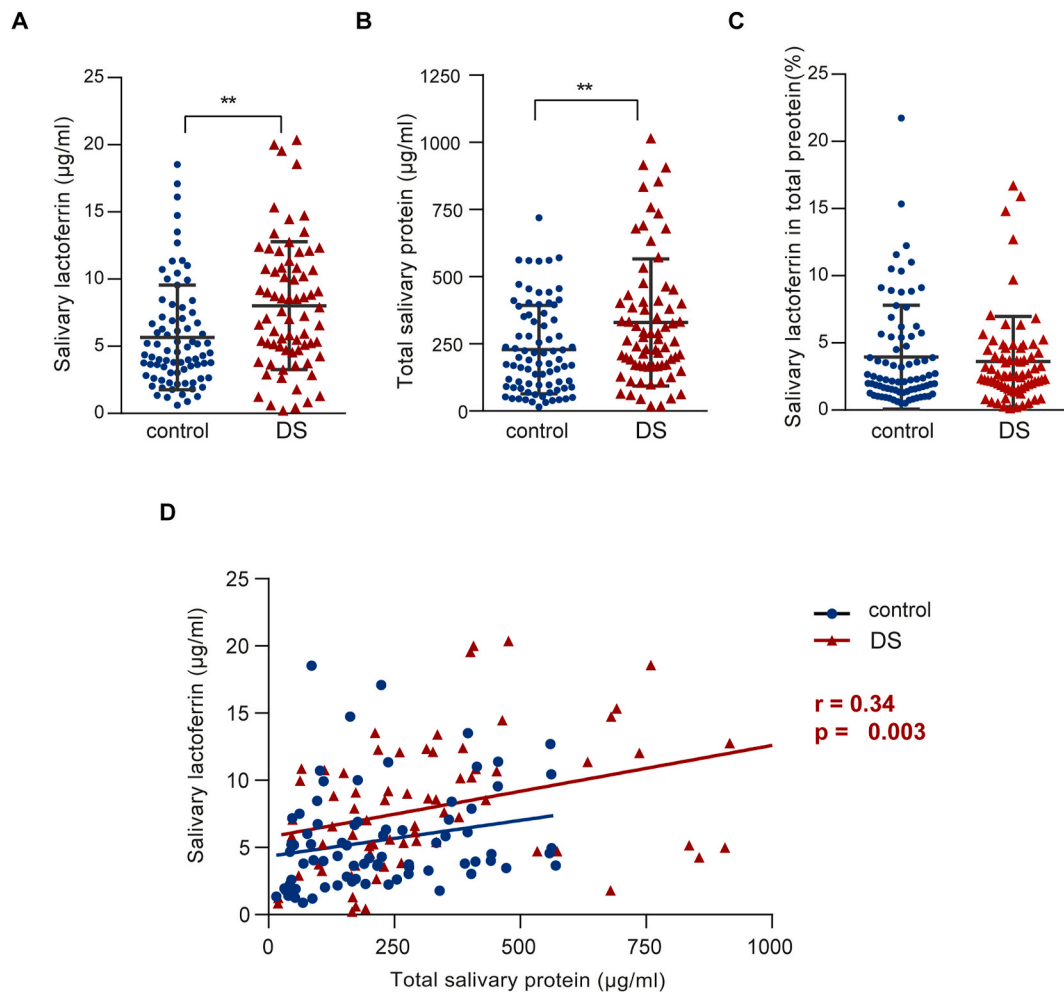 A
Salivary lactoferrin (µg/ml)
25
20
15
10
5
0
**
control
DS
B
Total salivary protein (µg/ml)
1250
1000
750
500
250
0
**
control
DS
C
Salivary lactoferrin in total preotein(%)
25
20
15
10
5
0
control
DS
D
Salivary lactoferrin (µg/ml)
25
20
15
10
5
0
0 250 500 750 1000
Total salivary protein (µg/ml)
control
DS
r = 0.34
p = 0.003